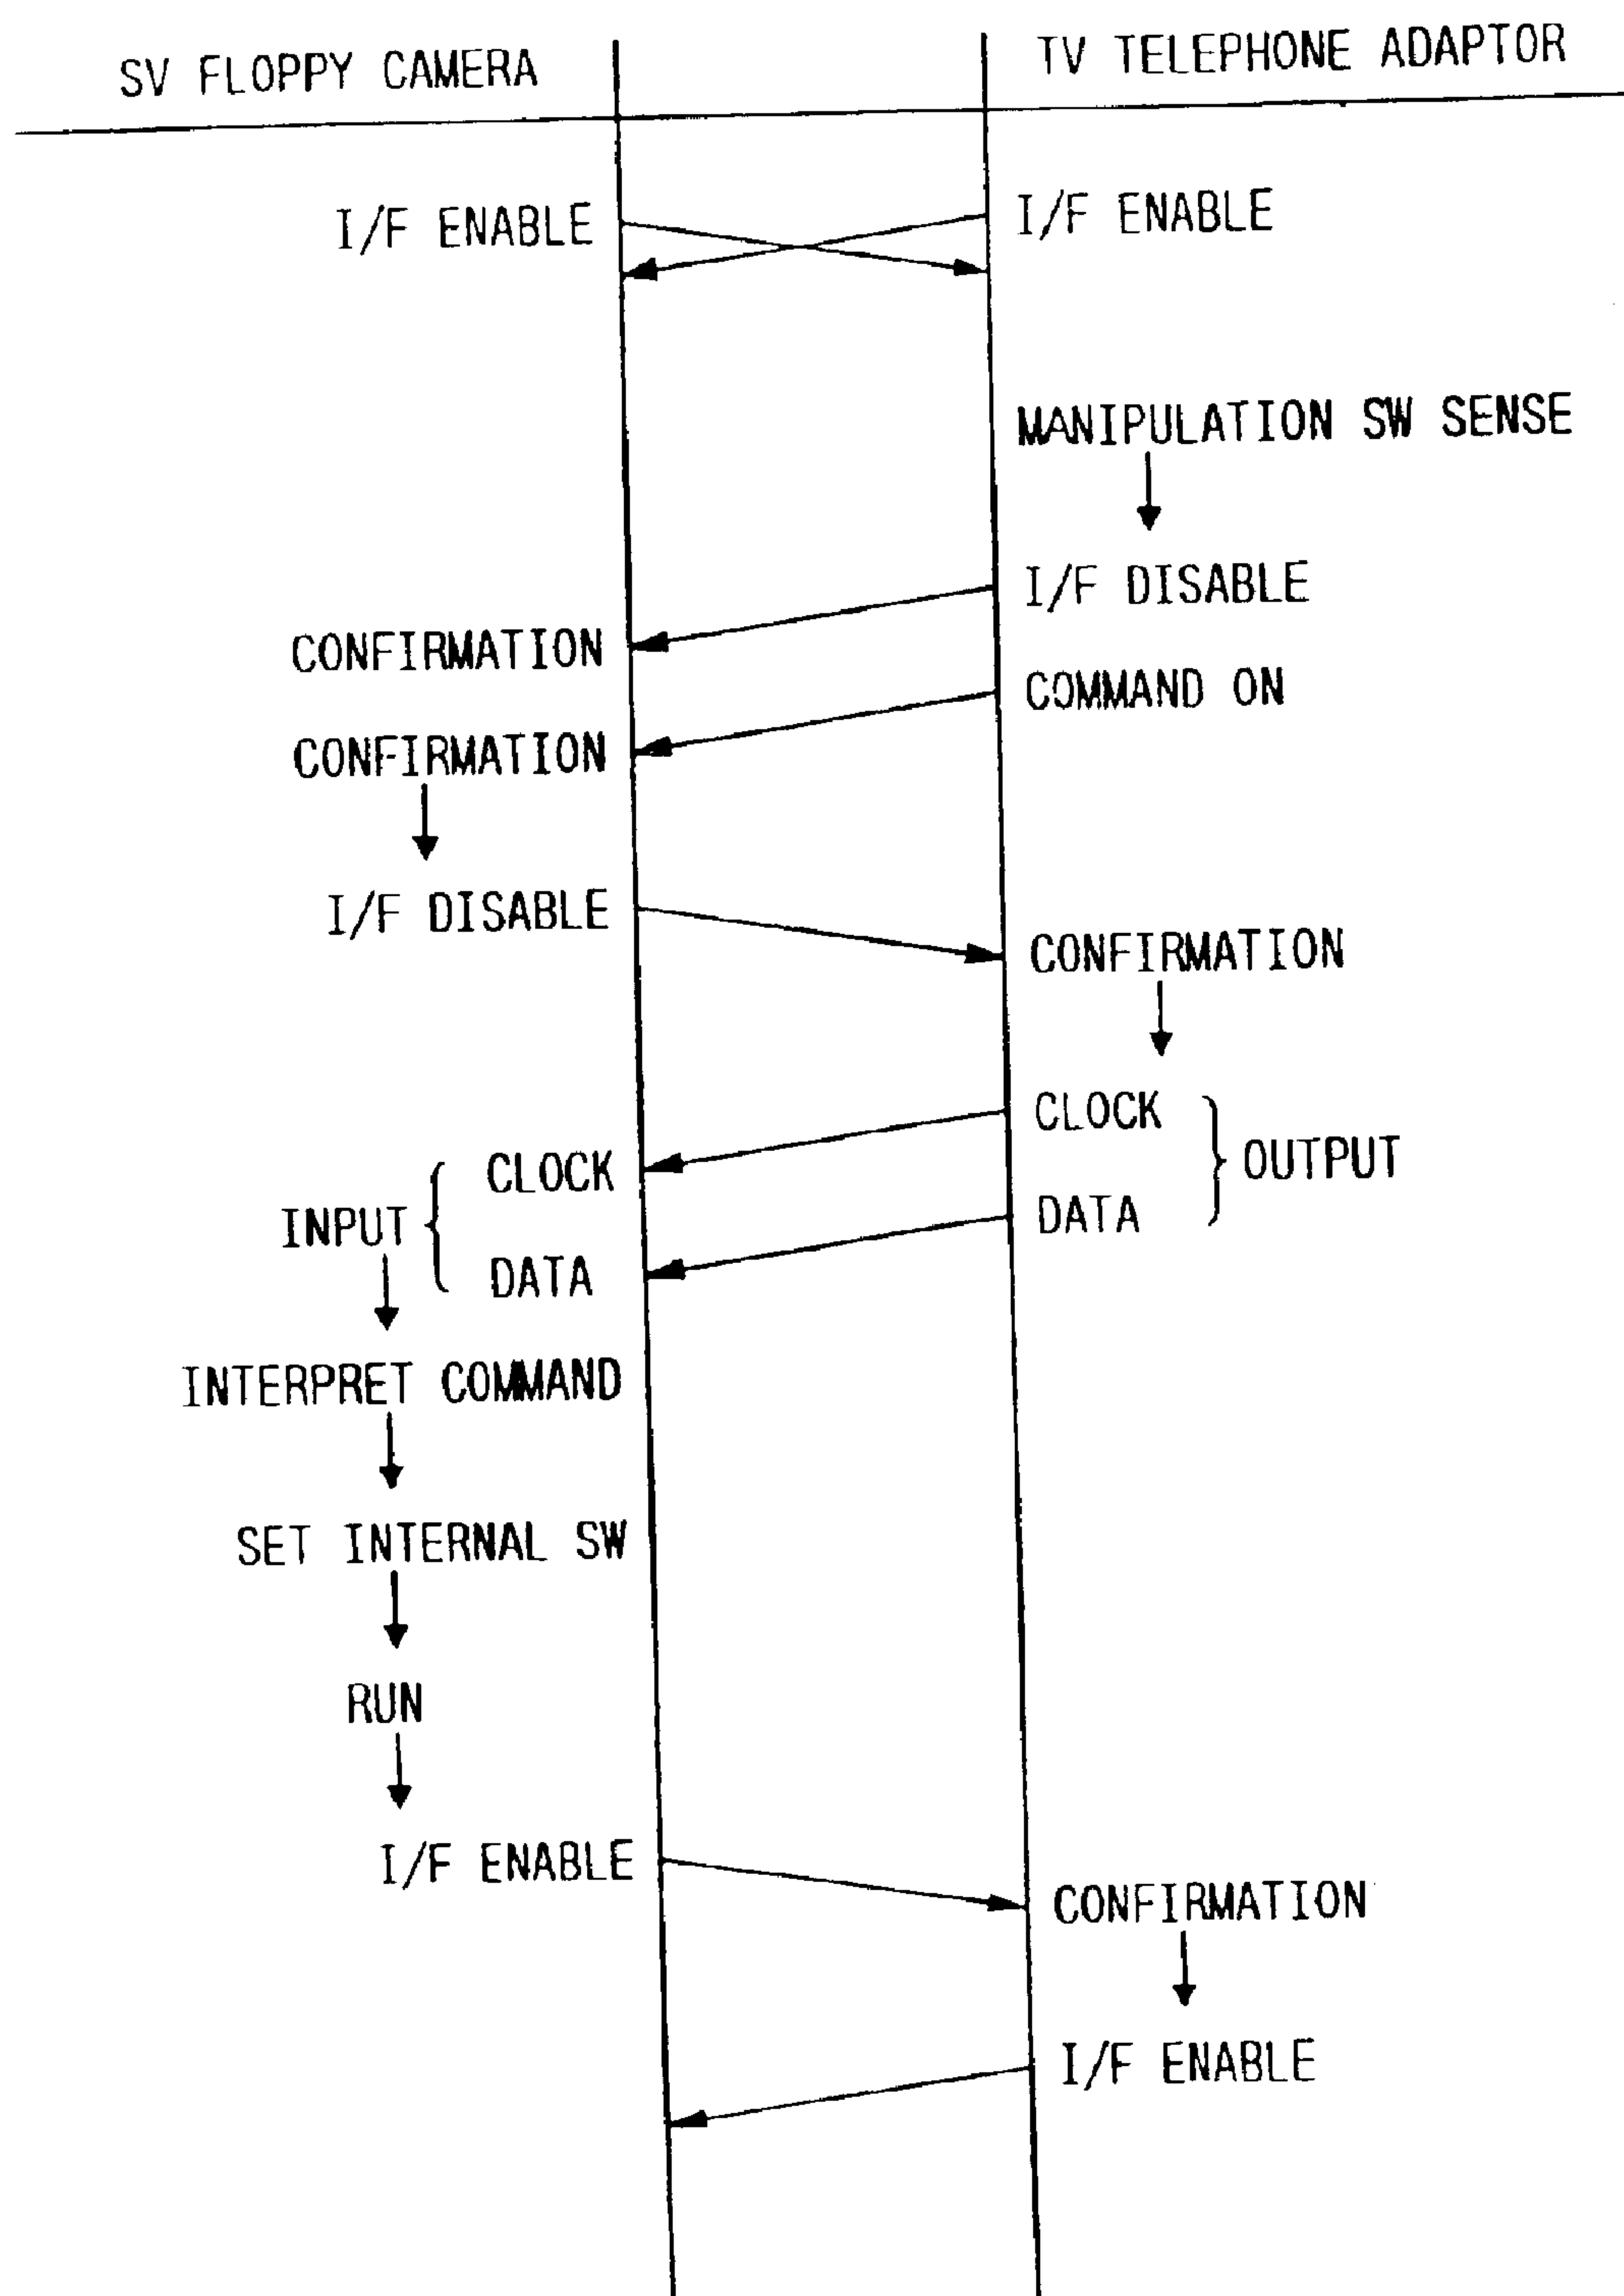 SV FLOPPY CAMERA
TV TELEPHONE ADAPTOR
I/F ENABLE
I/F ENABLE
MANIPULATION SW SENSE
I/F DISABLE
CONFIRMATION
COMMAND ON
CONFIRMATION
I/F DISABLE
CONFIRMATION
CLOCK
OUTPUT
DATA
CLOCK
INPUT
DATA
INTERPRET COMMAND
SET INTERNAL SW
RUN
I/F ENABLE
CONFIRMATION
I/F ENABLE